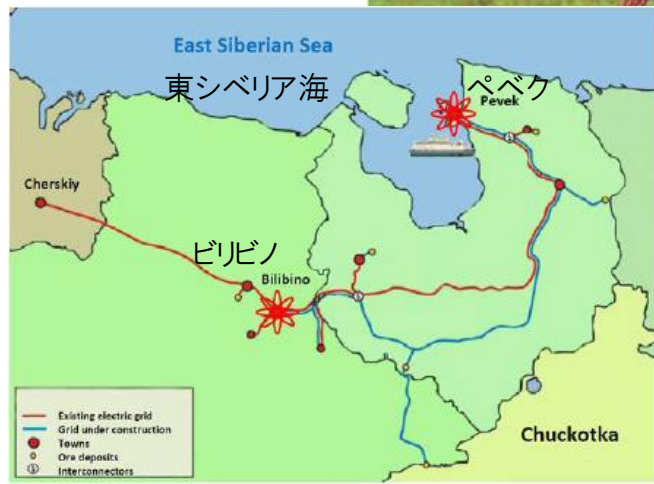 East Siberian Sea
東シベリア海
ペベク
Pevek
Cherskiy
ビリビノ
Bilibino
Existing electric grid
Grid under construction
Towns
Ore deposits
Interconnectors
Chuckotka